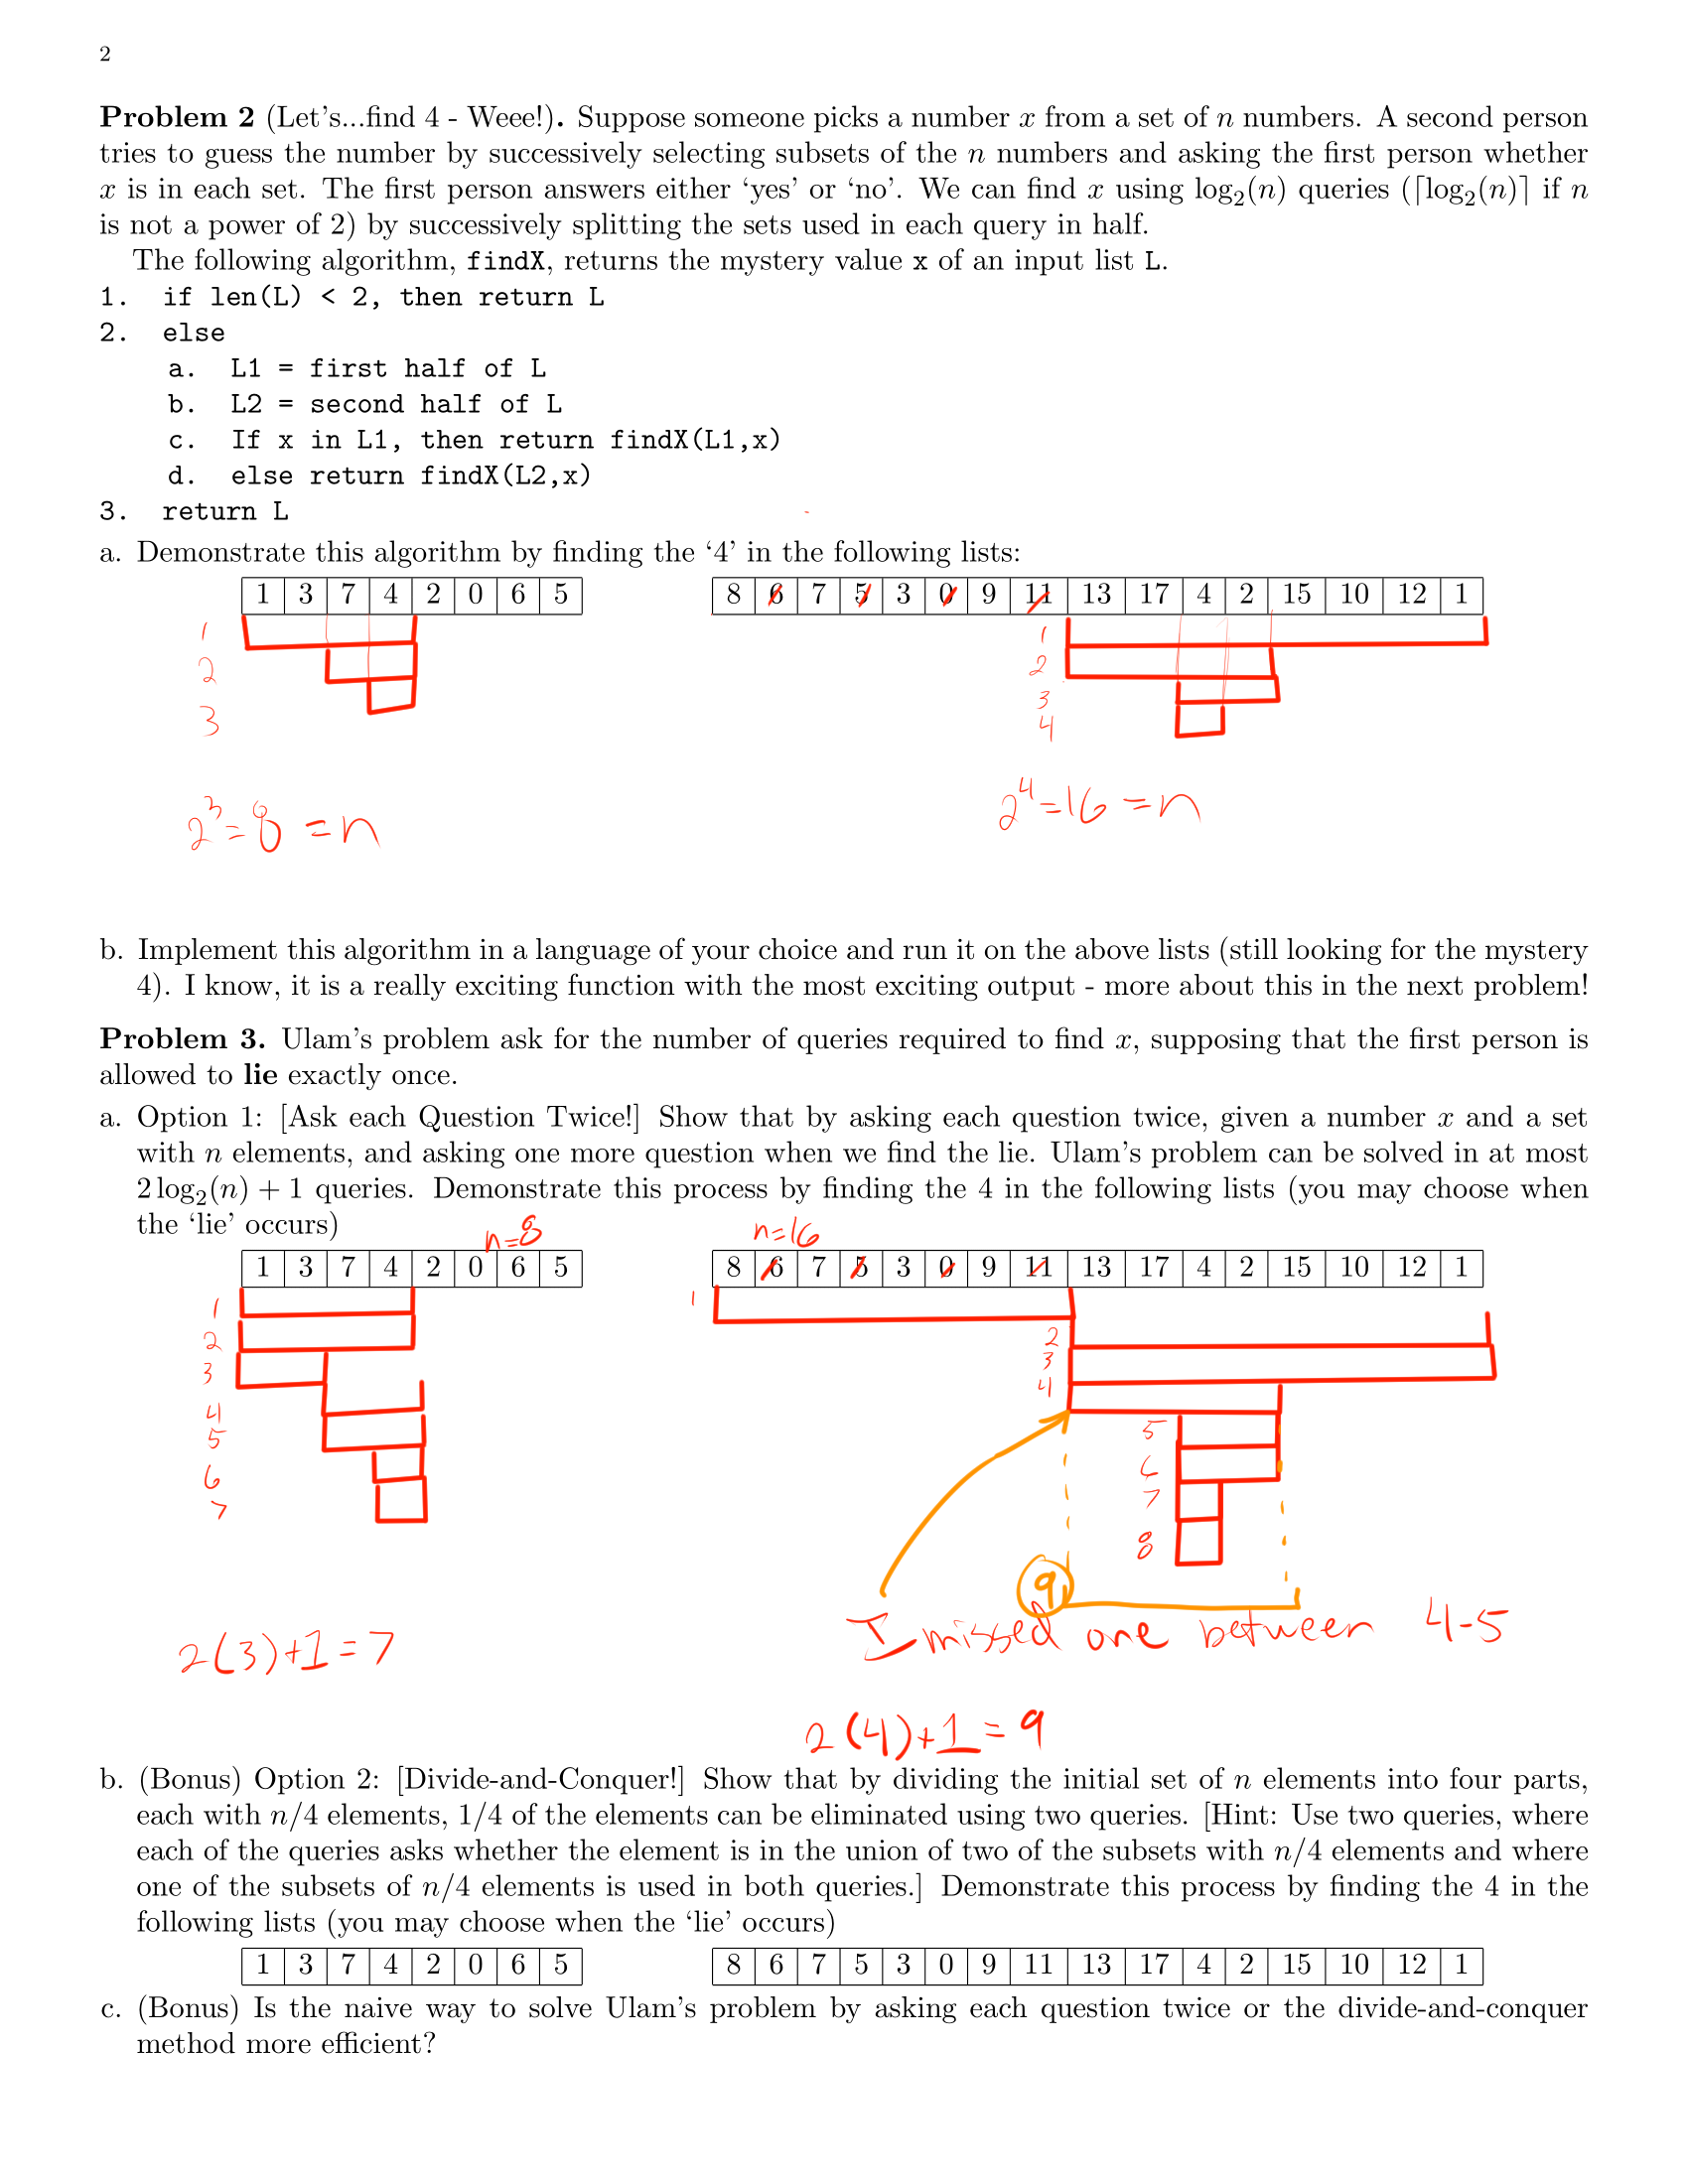 2
Problem 2 (Let's...find 4 - Weee!). Suppose someone picks a number x from a set of n numbers. A second person
tries to guess the number by successively selecting subsets of the n numbers and asking the first person whether
x is in each set. The first person answers either ‘yes’ or ‘no’. We can find x using log₂(n) queries (⌈log₂(n)⌉ if n
is not a power of 2) by successively splitting the sets used in each query in half.
The following algorithm, findX, returns the mystery value x of an input list L.
1. if len(L) < 2, then return L
2. else
a. L1 = first half of L
b. L2 = second half of L
c. If x in L1, then return findX(L1,x)
d. else return findX(L2,x)
3. return L
a. Demonstrate this algorithm by finding the ‘4’ in the following lists:
1 3 7 4 2 0 6 5 8 6 7 5 3 0 9 11 13 17 4 2 15 10 12 1
1 1
2 2
3 3
4
2³=8 =n 2⁴=16 =n
b. Implement this algorithm in a language of your choice and run it on the above lists (still looking for the mystery
4). I know, it is a really exciting function with the most exciting output - more about this in the next problem!
Problem 3. Ulam's problem ask for the number of queries required to find x, supposing that the first person is
allowed to lie exactly once.
a. Option 1: [Ask each Question Twice!] Show that by asking each question twice, given a number x and a set
with n elements, and asking one more question when we find the lie. Ulam's problem can be solved in at most
2 log₂(n) + 1 queries. Demonstrate this process by finding the 4 in the following lists (you may choose when
the ‘lie’ occurs)
n=8 n=16
1 3 7 4 2 0 6 5 8 6 7 5 3 0 9 11 13 17 4 2 15 10 12 1
1 1
2 2
3 3
4 4
5 5
6 6
7 7
8
9
I missed one between 4-5
2(3)+1=7
2(4)+1=9
b. (Bonus) Option 2: [Divide-and-Conquer!] Show that by dividing the initial set of n elements into four parts,
each with n/4 elements, 1/4 of the elements can be eliminated using two queries. [Hint: Use two queries, where
each of the queries asks whether the element is in the union of two of the subsets with n/4 elements and where
one of the subsets of n/4 elements is used in both queries.] Demonstrate this process by finding the 4 in the
following lists (you may choose when the ‘lie’ occurs)
1 3 7 4 2 0 6 5 8 6 7 5 3 0 9 11 13 17 4 2 15 10 12 1
c. (Bonus) Is the naive way to solve Ulam's problem by asking each question twice or the divide-and-conquer
method more efficient?